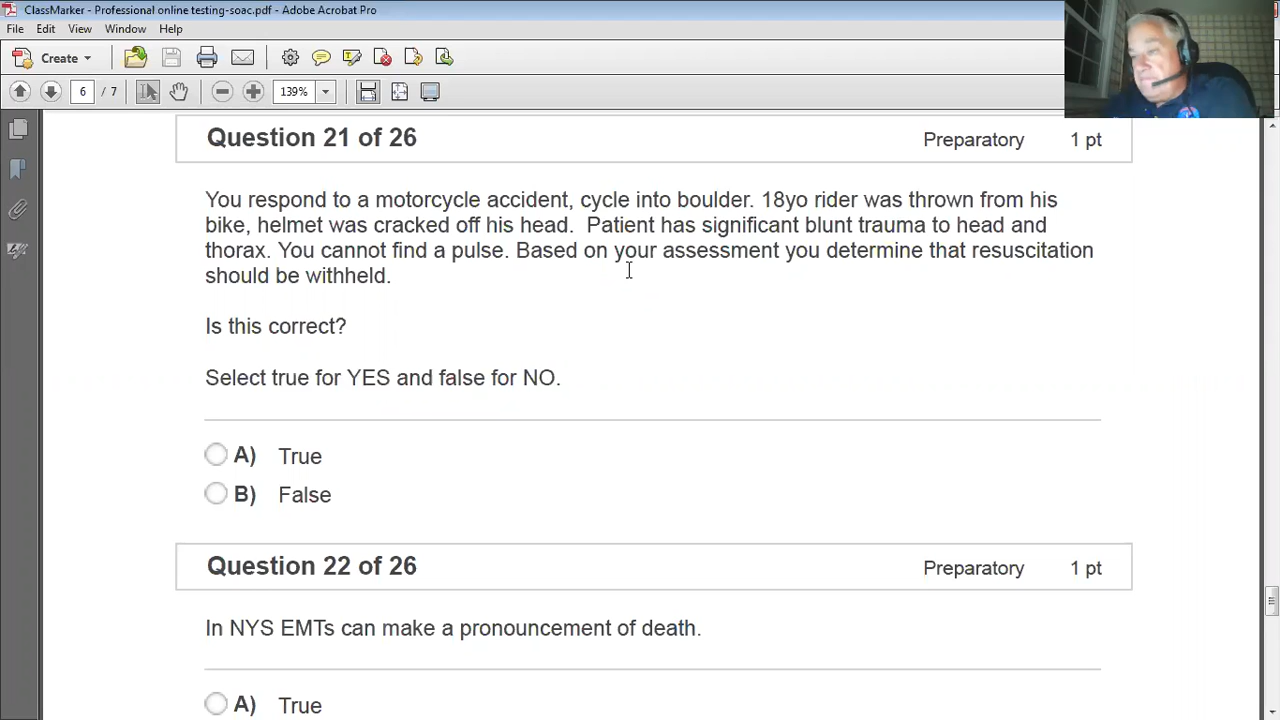 ClassMarker - Professional online testing-soac.pdf - Adobe Acrobat Pro
File Edit View Window Help
Create
6 / 7 139%
Question 21 of 26 Preparatory 1 pt
You respond to a motorcycle accident, cycle into boulder. 18yo rider was thrown from his
bike, helmet was cracked off his head. Patient has significant blunt trauma to head and
thorax. You cannot find a pulse. Based on your assessment you determine that resuscitation
should be withheld.
Is this correct?
Select true for YES and false for NO.
A) True
B) False
Question 22 of 26 Preparatory 1 pt
In NYS EMTs can make a pronouncement of death.
A) True